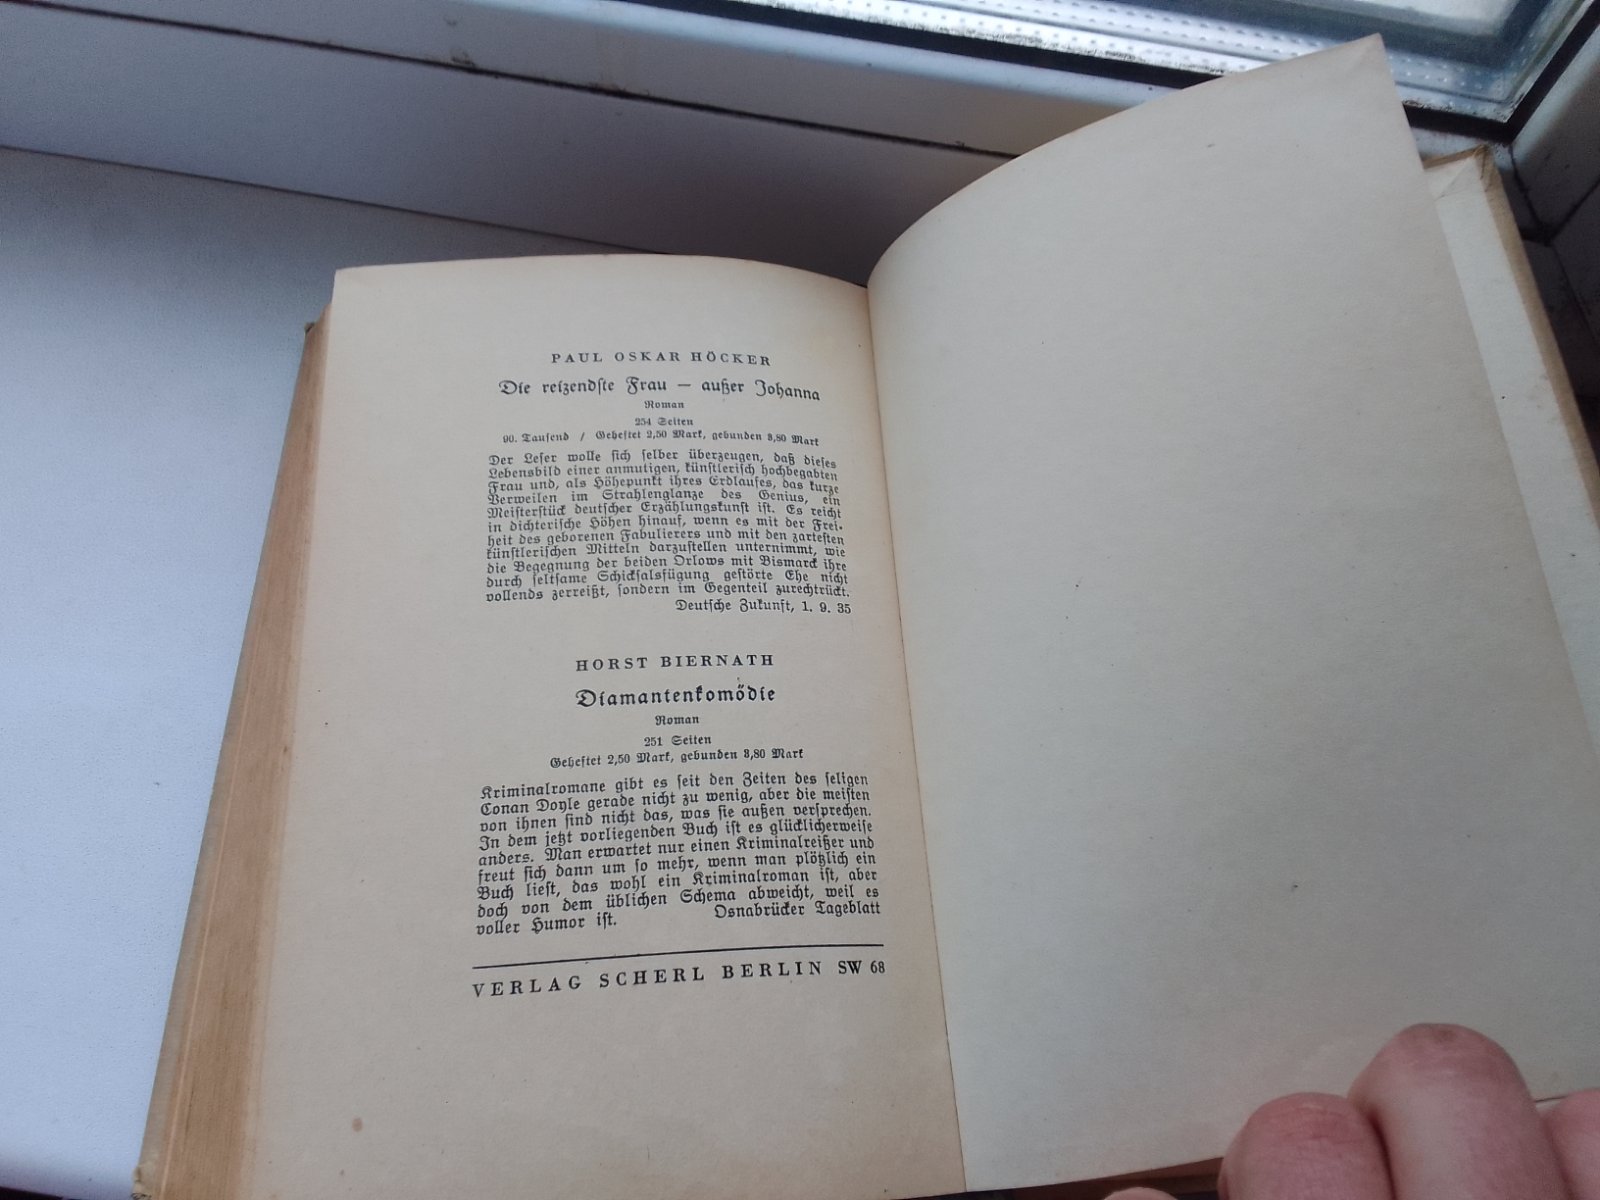 PAUL OSKAR HÖCKER
Die reizendste Frau — außer Johanna
Roman
254 Seiten
90. Tausend / Geheftet 2,50 Mark, gebunden 3,80 Mark
Der Leser wolle sich selber überzeugen, daß dieses
Lebensbild einer anmutigen, künstlerisch hochbegabten
Frau und, als Höhepunkt ihres Erdlaufes, das kurze
Verweilen im Strahlenglanze des Genius, ein
Meisterstück deutscher Erzählungskunst ist. Es reicht
in dichterische Höhen hinauf, wenn es mit der Frei-
heit des geborenen Fabulierers und mit den zartesten
künstlerischen Mitteln darzustellen unternimmt, wie
die Begegnung der beiden Orlows mit Bismarck ihre
durch seltsame Schicksalsfügung gestörte Ehe nicht
vollends zerreißt, sondern im Gegenteil zurechtrückt.
Deutsche Zukunft, 1. 9. 35
HORST BIERNATH
Diamantenkomödie
Roman
251 Seiten
Geheftet 2,50 Mark, gebunden 3,80 Mark
Kriminalromane gibt es seit den Zeiten des seligen
Conan Doyle gerade nicht zu wenig, aber die meisten
von ihnen sind nicht das, was sie außen versprechen.
In dem jetzt vorliegenden Buch ist es glücklicherweise
anders. Man erwartet nur einen Kriminalreißer und
freut sich dann um so mehr, wenn man plötzlich ein
Buch liest, das wohl ein Kriminalroman ist, aber
doch von dem üblichen Schema abweicht, weil es
voller Humor ist. Osnabrücker Tageblatt
VERLAG SCHERL BERLIN SW 68